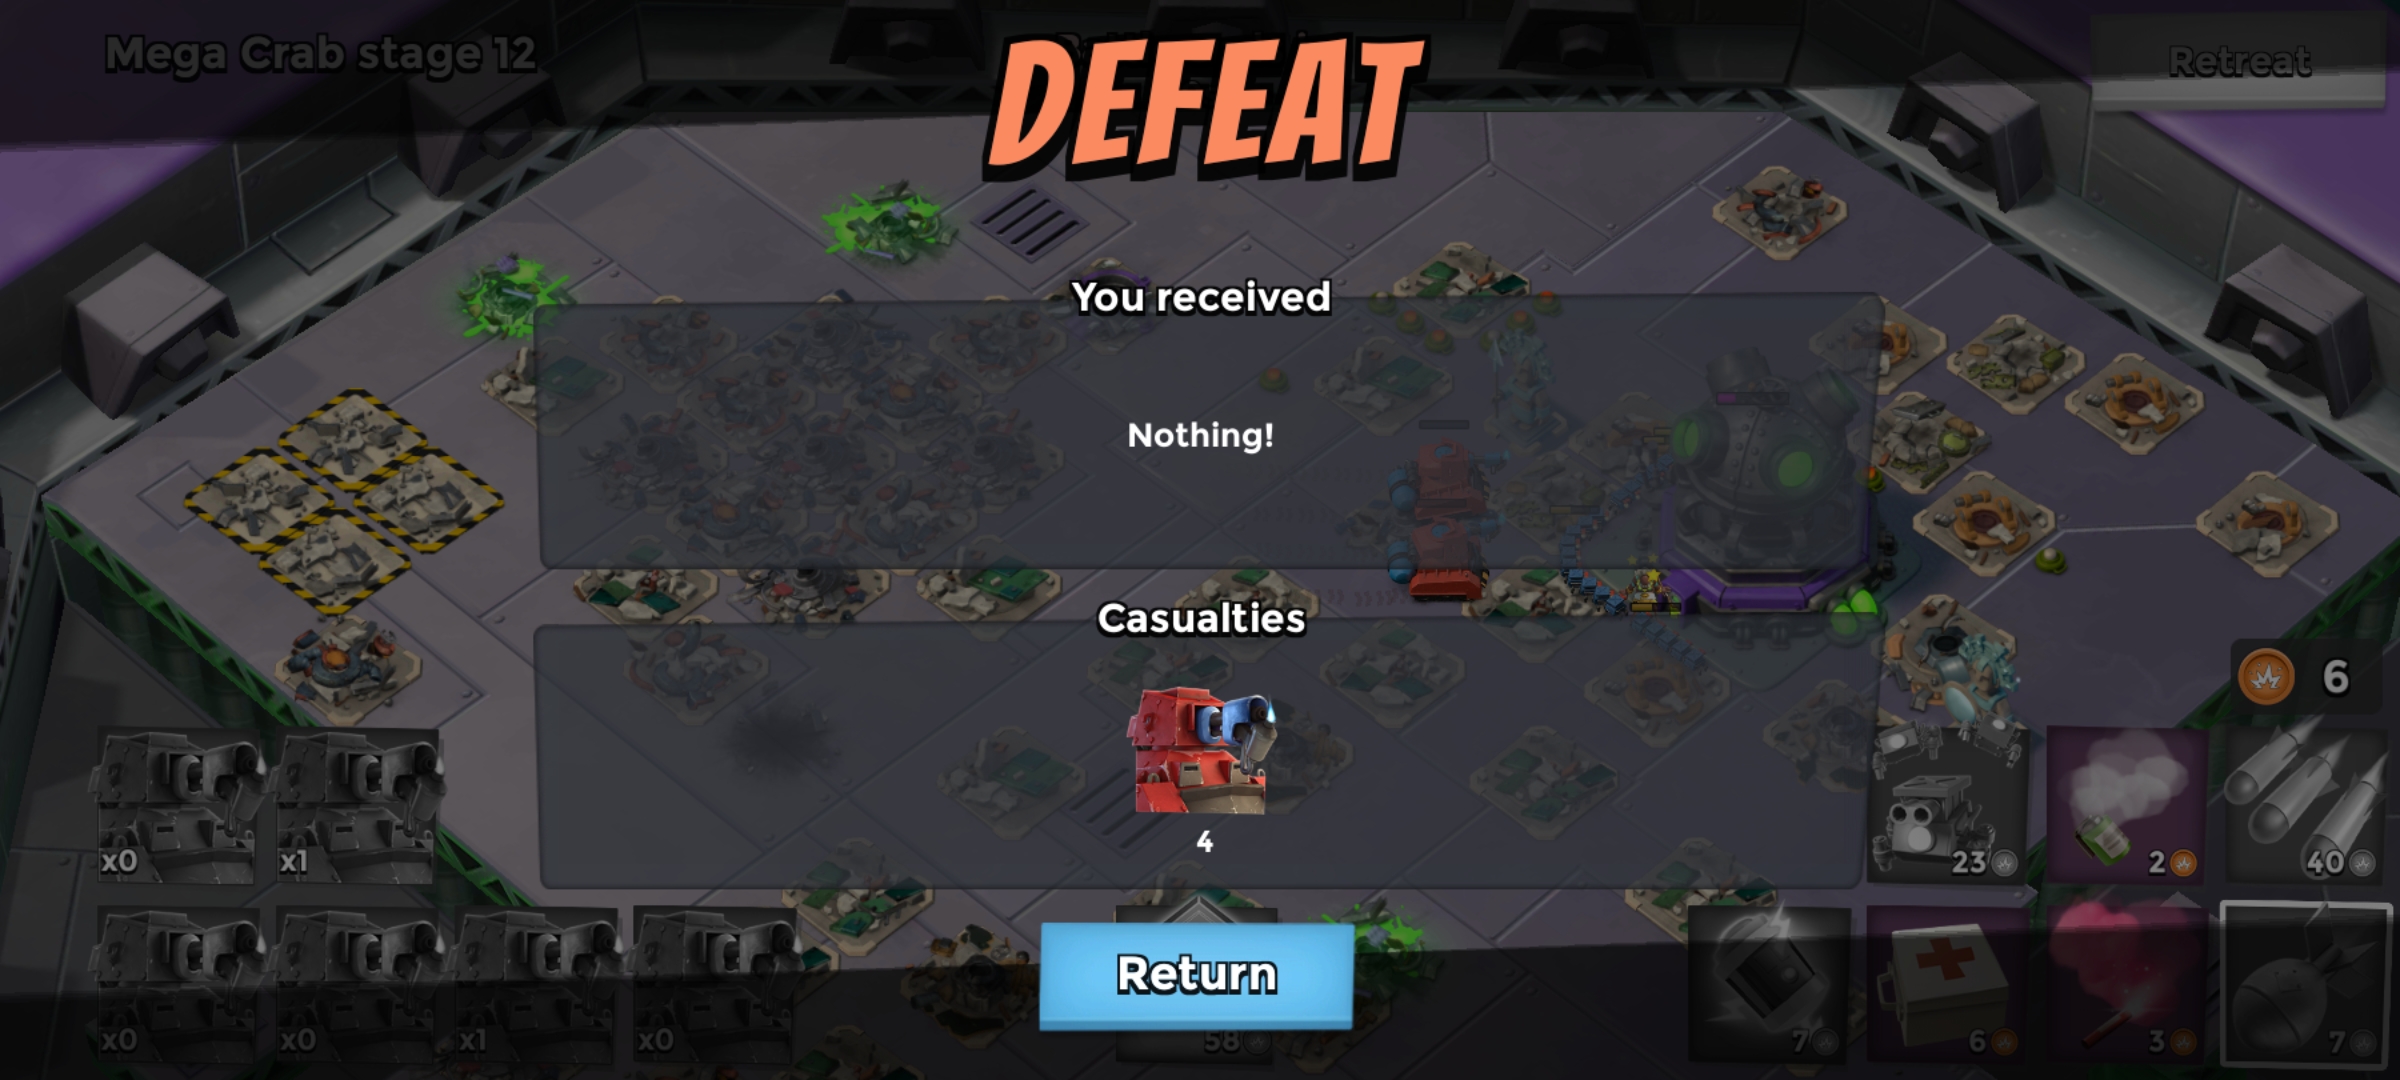 Mega Crab stage 12
DEFEAT
Retreat
You received
Nothing!
Casualties
4
6
x0
x1
23
2
40
x0
x0
x1
x0
58
Return
7
6
3
7